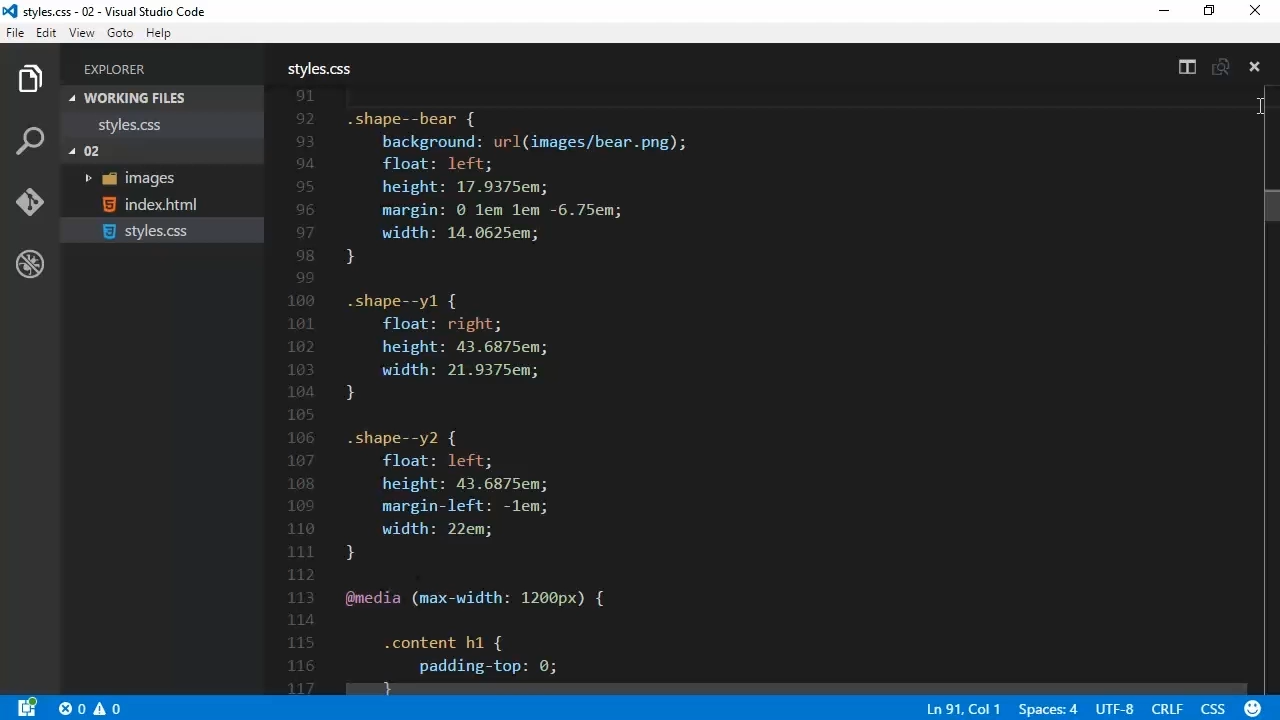 styles.css - 02 - Visual Studio Code
File Edit View Goto Help
EXPLORER
WORKING FILES
styles.css
02
images
index.html
styles.css
styles.css
91
92 .shape--bear {
93 background: url(images/bear.png);
94 float: left;
95 height: 17.9375em;
96 margin: 0 1em 1em -6.75em;
97 width: 14.0625em;
98 }
99
100 .shape--y1 {
101 float: right;
102 height: 43.6875em;
103 width: 21.9375em;
104 }
105
106 .shape--y2 {
107 float: left;
108 height: 43.6875em;
109 margin-left: -1em;
110 width: 22em;
111 }
112
113 @media (max-width: 1200px) {
114
115 .content h1 {
116 padding-top: 0;
117 }
0 0 Ln 91, Col 1 Spaces: 4 UTF-8 CRLF CSS